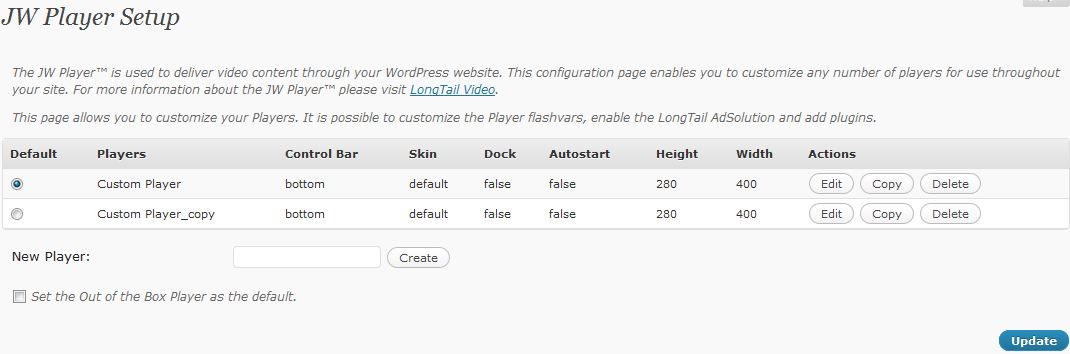 JW Player Setup
The JW Player™ is used to deliver video content through your WordPress website. This configuration page enables you to customize any number of players for use throughout
your site. For more information about the JW Player™ please visit LongTail Video.
This page allows you to customize your Players. It is possible to customize the Player flashvars, enable the LongTail AdSolution and add plugins.
Default Players Control Bar Skin Dock Autostart Height Width Actions
Custom Player bottom default false false 280 400 Edit Copy Delete
Custom Player_copy bottom default false false 280 400 Edit Copy Delete
New Player: Create
Set the Out of the Box Player as the default.
Update